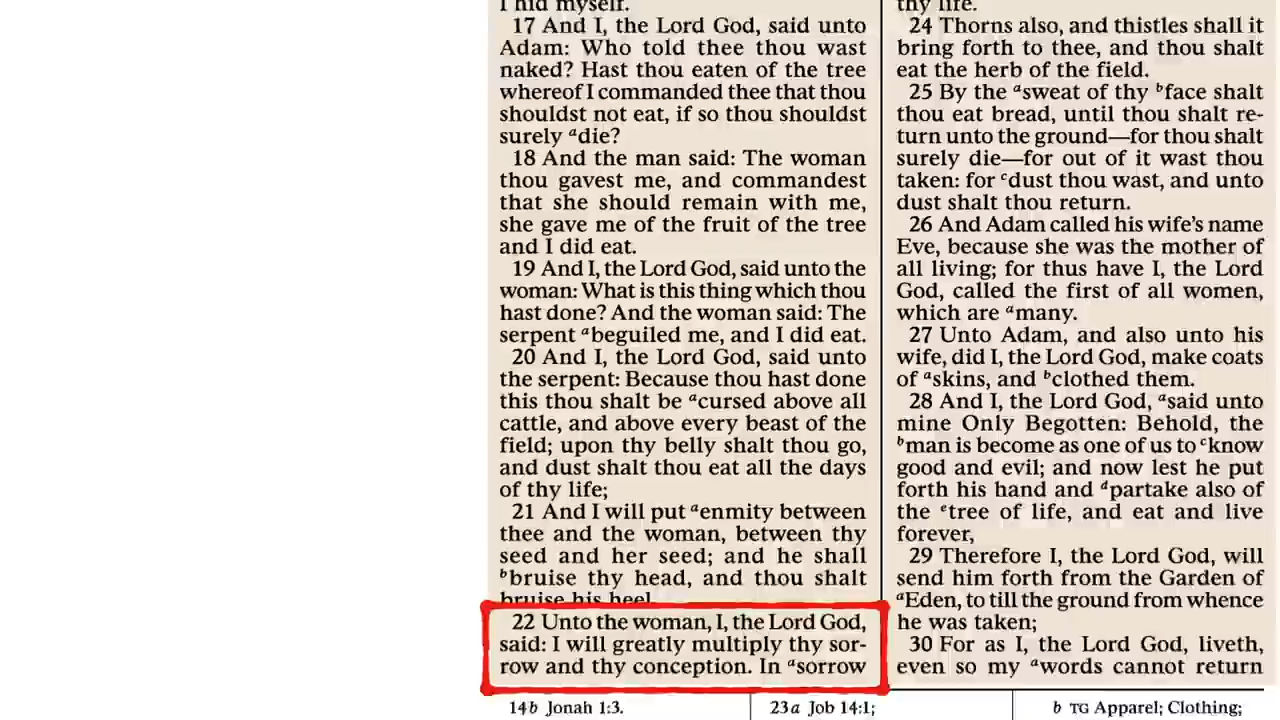 I hid myself.
17 And I, the Lord God, said unto
Adam: Who told thee thou wast
naked? Hast thou eaten of the tree
whereof I commanded thee that thou
shouldst not eat, if so thou shouldst
surely ᵃdie?
18 And the man said: The woman
thou gavest me, and commandest
that she should remain with me,
she gave me of the fruit of the tree
and I did eat.
19 And I, the Lord God, said unto the
woman: What is this thing which thou
hast done? And the woman said: The
serpent ᵃbeguiled me, and I did eat.
20 And I, the Lord God, said unto
the serpent: Because thou hast done
this thou shalt be ᵃcursed above all
cattle, and above every beast of the
field; upon thy belly shalt thou go,
and dust shalt thou eat all the days
of thy life;
21 And I will put ᵃenmity between
thee and the woman, between thy
seed and her seed; and he shall
ᵇbruise thy head, and thou shalt
bruise his heel.
22 Unto the woman, I, the Lord God,
said: I will greatly multiply thy sor-
row and thy conception. In ᵃsorrow
thy life.
24 Thorns also, and thistles shall it
bring forth to thee, and thou shalt
eat the herb of the field.
25 By the ᵃsweat of thy ᵇface shalt
thou eat bread, until thou shalt re-
turn unto the ground—for thou shalt
surely die—for out of it wast thou
taken: for ᶜdust thou wast, and unto
dust shalt thou return.
26 And Adam called his wife’s name
Eve, because she was the mother of
all living; for thus have I, the Lord
God, called the first of all women,
which are ᵃmany.
27 Unto Adam, and also unto his
wife, did I, the Lord God, make coats
of ᵃskins, and ᵇclothed them.
28 And I, the Lord God, ᵃsaid unto
mine Only Begotten: Behold, the
ᵇman is become as one of us to ᶜknow
good and evil; and now lest he put
forth his hand and ᵈpartake also of
the ᵉtree of life, and eat and live
forever,
29 Therefore I, the Lord God, will
send him forth from the Garden of
ᵃEden, to till the ground from whence
he was taken;
30 For as I, the Lord God, liveth,
even so my ᵃwords cannot return
14b Jonah 1:3.
23a Job 14:1;
b TG Apparel; Clothing;